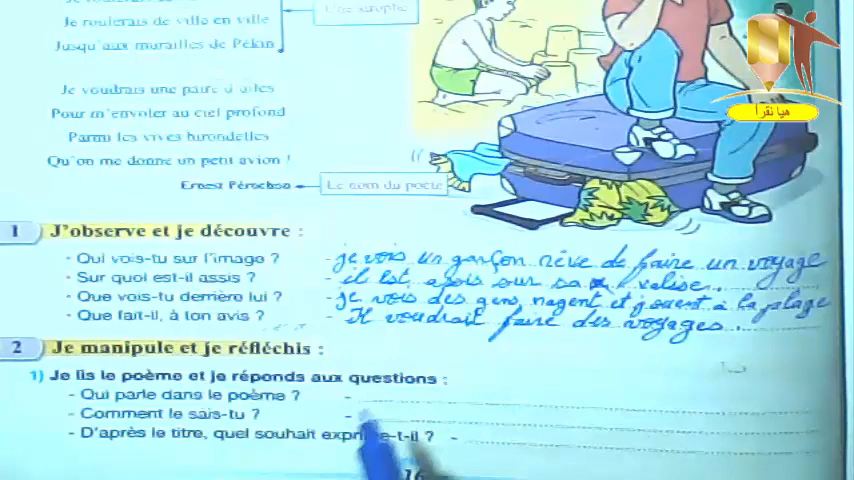 Je roulerais de ville en ville
Une strophe
Jusqu'aux murailles de Pékin
Je voudrais une paire d'ailes
Pour m'envoler au ciel profond
Parmi les vives hirondelles
Qu'on me donne un petit avion !
Ernest Pérochon
Le nom du poète
هيا نقرأ
1 J'observe et je découvre :
• Qui vois-tu sur l'image ? - je vois un garçon rêve de faire un voyage
• Sur quoi est-il assis ? - il est assis sur sa valise
• Que vois-tu derrière lui ? - je vois des gens nagent et jouent à la plage
• Que fait-il, à ton avis ? - Il voudrait faire des voyages
2 Je manipule et je réfléchis :
1) Je lis le poème et je réponds aux questions :
- Qui parle dans le poème ? -
- Comment le sais-tu ? -
- D'après le titre, quel souhait exprime-t-il ? -
16